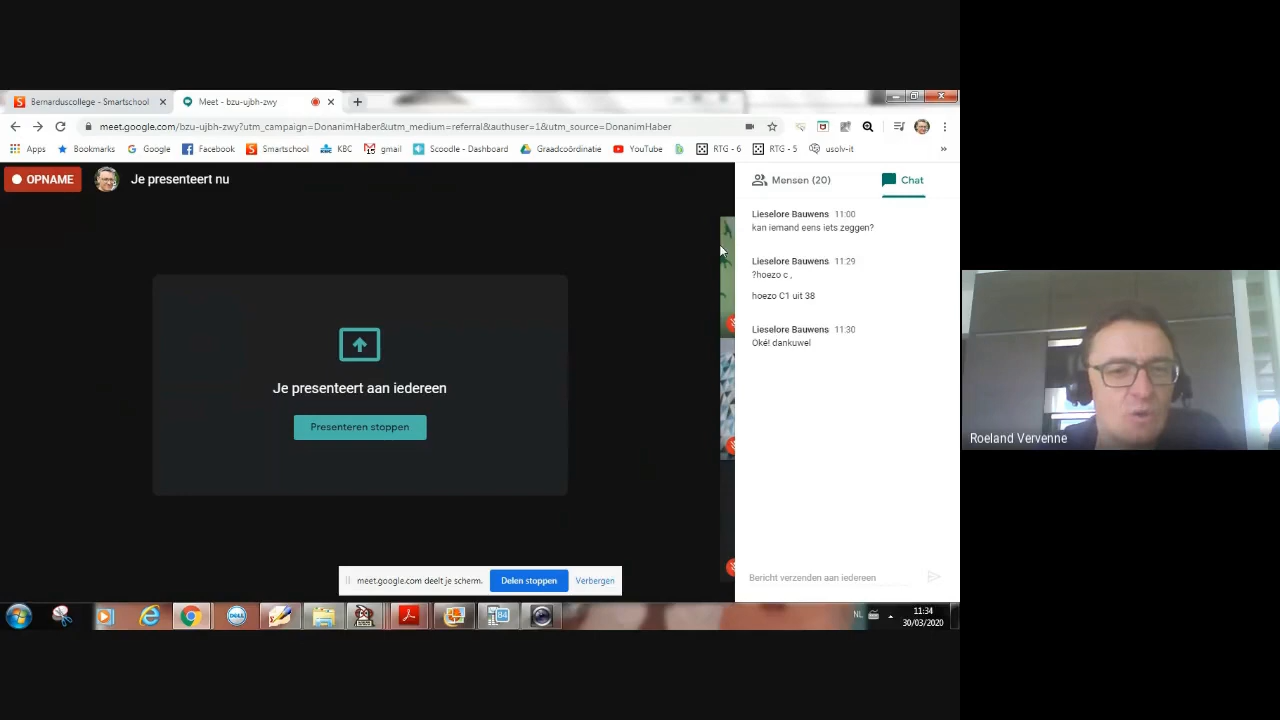 Bernarduscollege - Smartschool
Meet - bzu-ujbh-zwy
meet.google.com/bzu-ujbh-zwy?utm_campaign=DonanimHaber&utm_medium=referral&authuser=1&utm_source=DonanimHaber
Apps Bookmarks Google Facebook Smartschool KBC gmail Scoodle - Dashboard Graadcoördinatie YouTube RTG - 6 RTG - 5 usolv-it »
OPNAME Je presenteert nu
Mensen (20) Chat
Lieselore Bauwens 11:00
kan iemand eens iets zeggen?
Lieselore Bauwens 11:29
?hoezo c ,
hoezo C1 uit 38
Lieselore Bauwens 11:30
Oké! dankuwel
Je presenteert aan iedereen
Presenteren stoppen
Roeland Vervenne
Bericht verzenden aan iedereen
meet.google.com deelt je scherm. Delen stoppen Verbergen
NL
11:34
30/03/2020